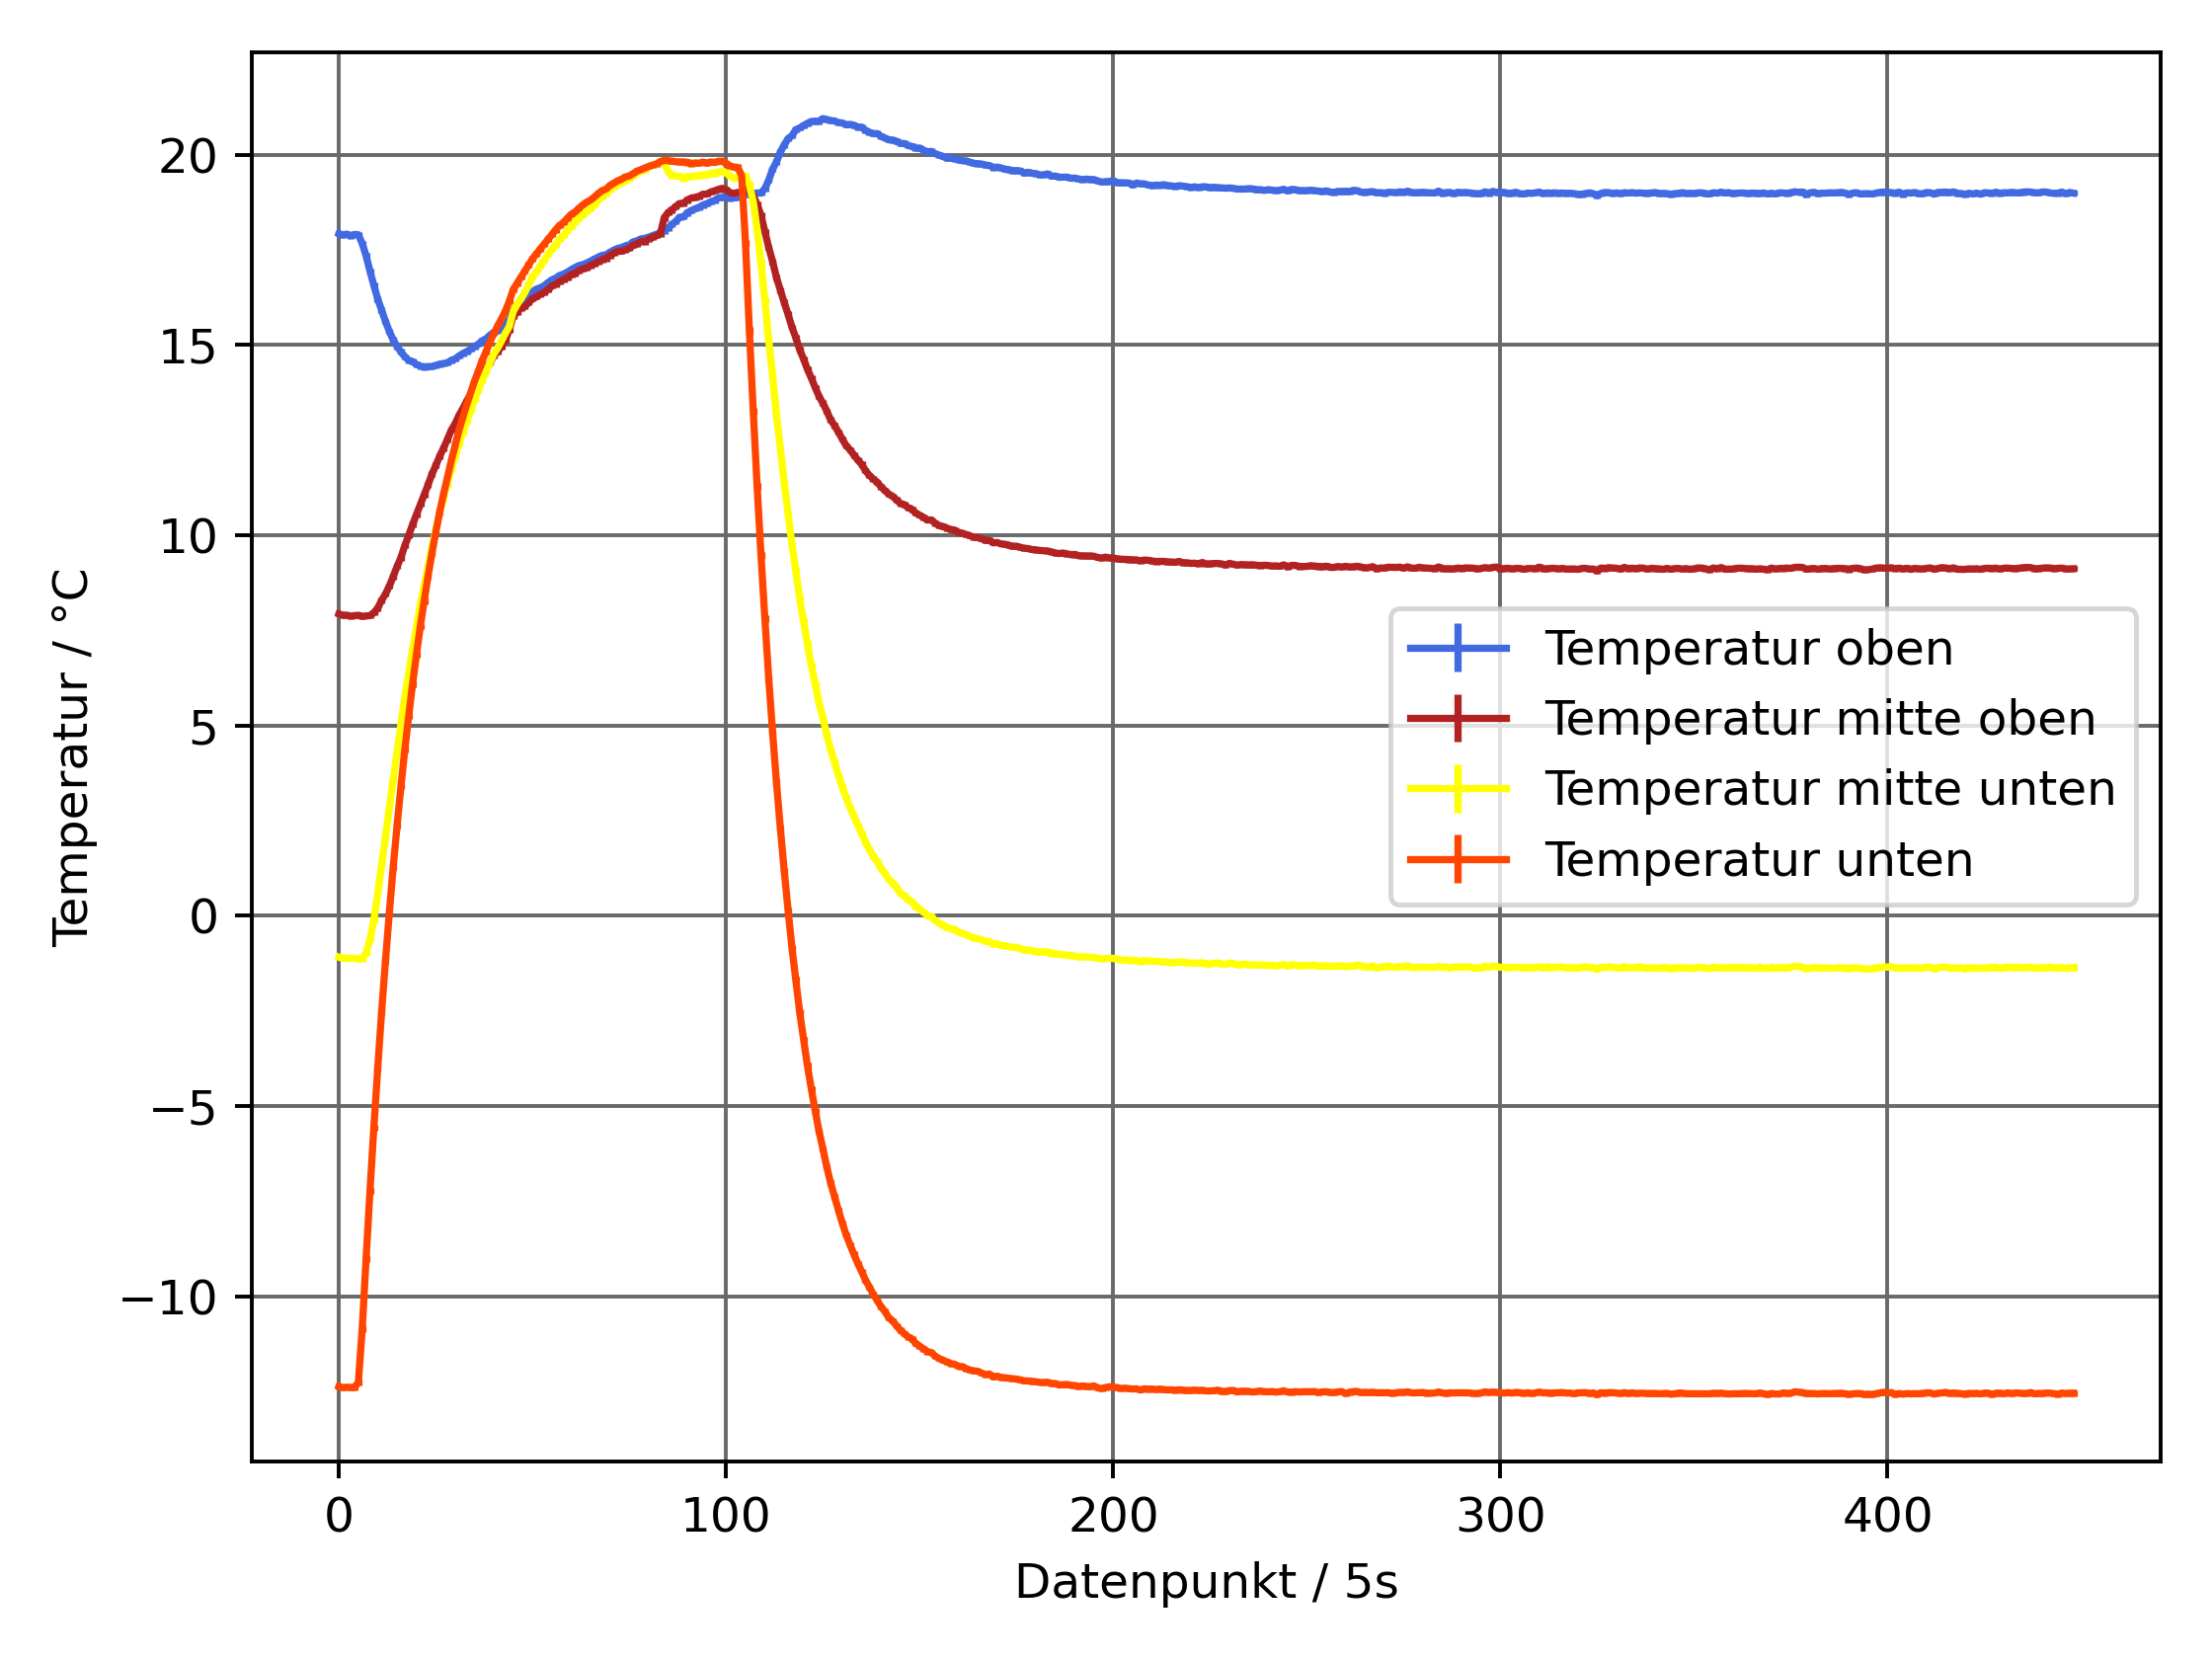 Temperatur / °C
20
15
10
5
0
−5
−10
Temperatur oben
Temperatur mitte oben
Temperatur mitte unten
Temperatur unten
0 100 200 300 400
Datenpunkt / 5s